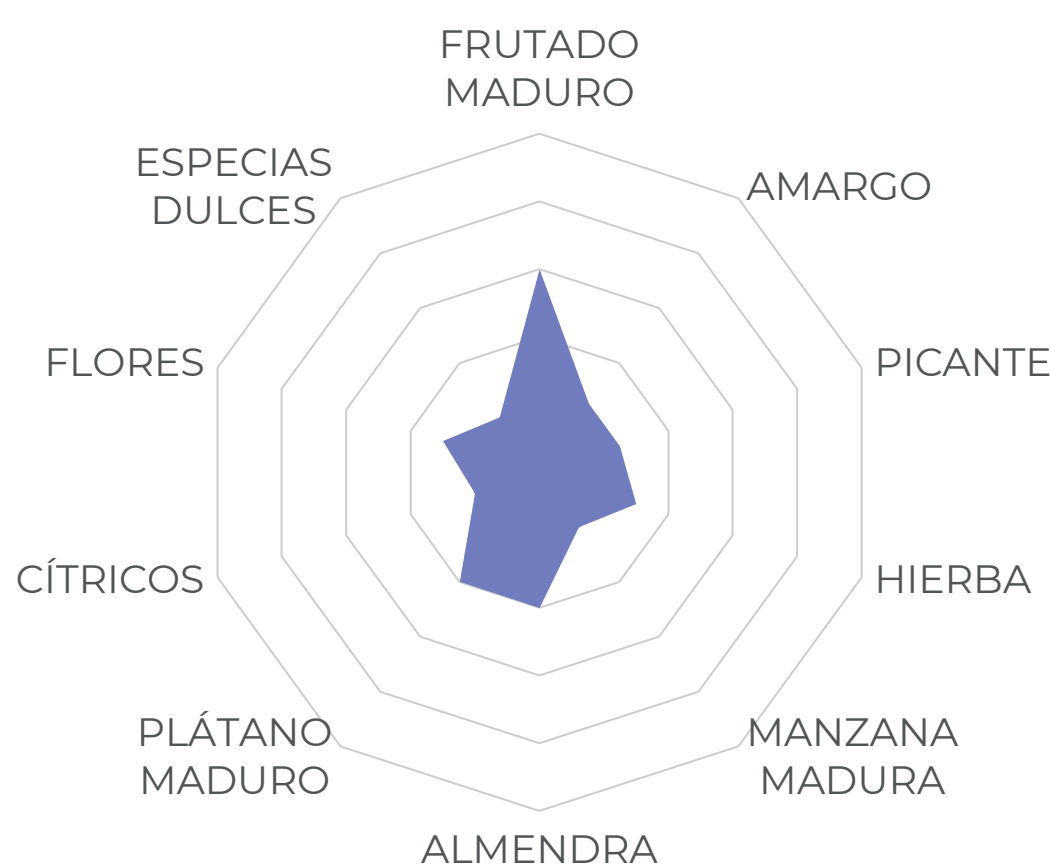 FRUTADO
MADURO
AMARGO
PICANTE
HIERBA
MANZANA
MADURA
ALMENDRA
PLÁTANO
MADURO
CÍTRICOS
FLORES
ESPECIAS
DULCES